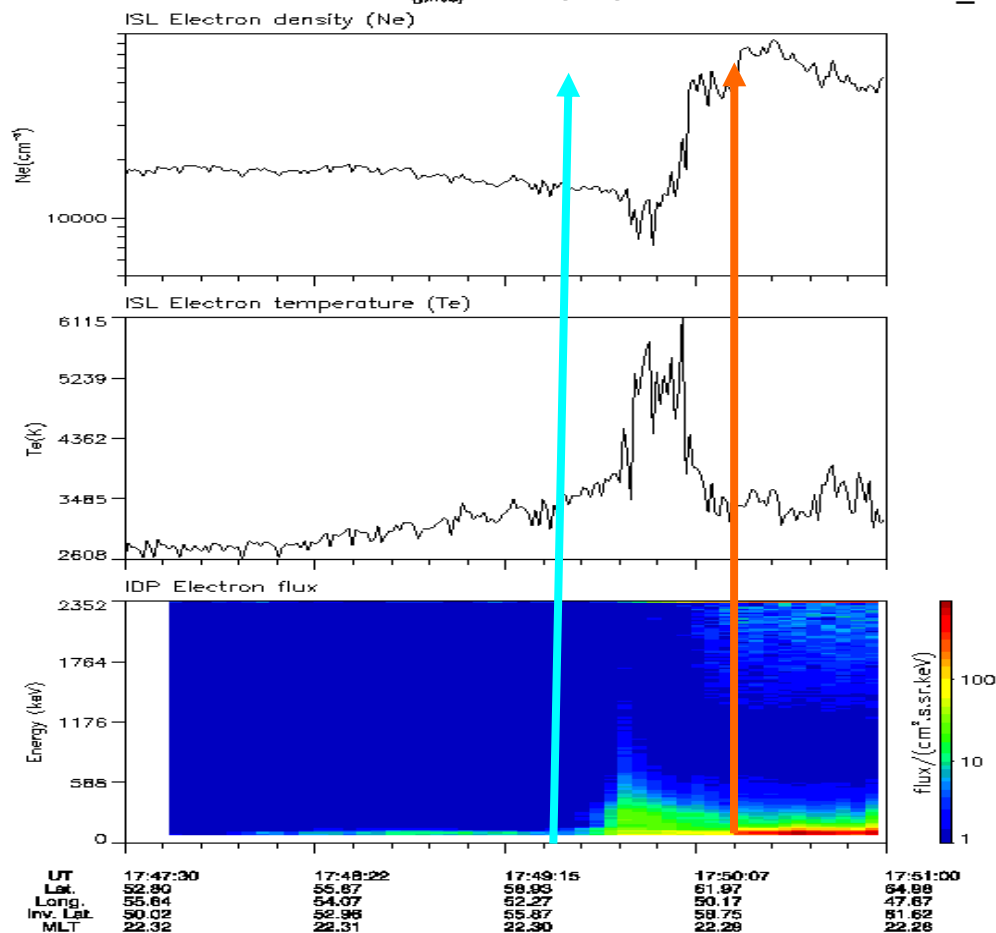 ISL Electron density (Ne)
Ne(cm⁻³)
10000
ISL Electron temperature (Te)
6115
5239
4362
3485
2608
Te(K)
IDP Electron flux
2352
1764
1176
588
0
Energy (keV)
100
10
1
flux/(cm².s.sr.keV)
UT 17:47:30 17:48:22 17:49:15 17:50:07 17:51:00
Lat. 52.80 55.87 58.93 61.97 64.98
Long. 55.64 54.07 52.27 50.17 47.67
Inv. Lat. 50.02 52.96 55.87 58.75 61.62
MLT 22.32 22.31 22.30 22.29 22.28